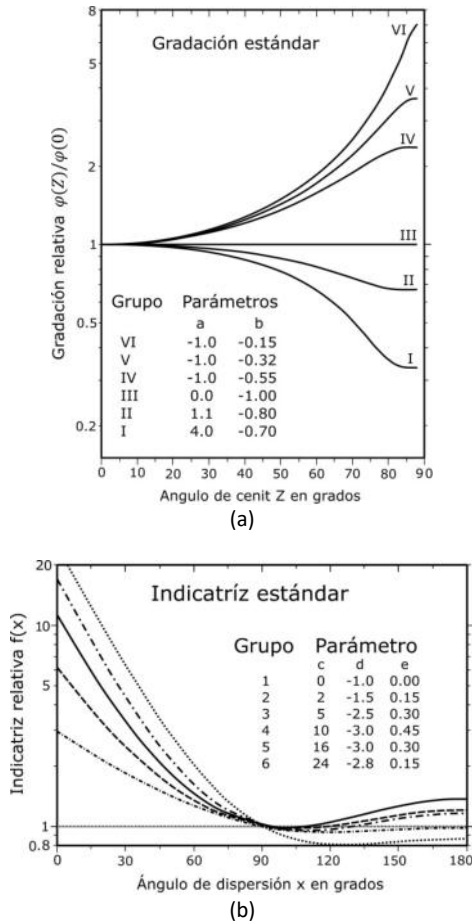 8
Gradación estándar
VI
5
V
IV
2
Gradación relativa φ(Z)/φ(0)
1
III
Grupo Parámetros
II
a b
0.5
VI -1.0 -0.15
V -1.0 -0.32
I
IV -1.0 -0.55
III 0.0 -1.00
II 1.1 -0.80
0.2
I 4.0 -0.70
0 10 20 30 40 50 60 70 80 90
Angulo de cenit Z en grados
(a)
20
Indicatríz estándar
10
Grupo Parámetro
c d e
1 0 -1.0 0.00
2 2 -1.5 0.15
5
3 5 -2.5 0.30
4 10 -3.0 0.45
5 16 -3.0 0.30
6 24 -2.8 0.15
Indicatriz relativa f(x)
1
0.8
0 30 60 90 120 150 180
Ángulo de dispersión x en grados
(b)